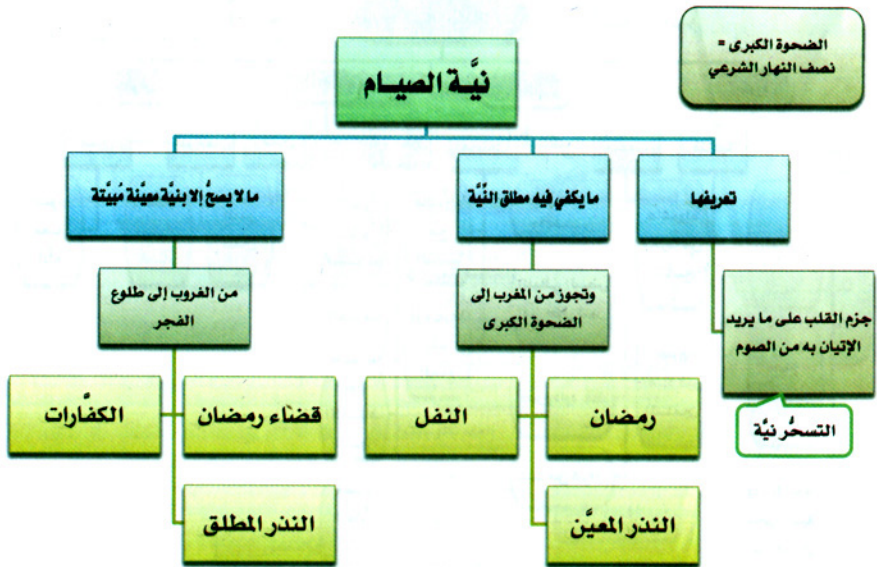 الضحوة الكبرى =
نصف النهار الشرعي
نيَّة الصيام
تعريفها
ما يكفي فيه مطلق النِّيَّة
ما لا يصحُّ إلا بنيَّة معيَّنة مُبيَّتة
جزم القلب على ما يريد
الإتيان به من الصوم
التسحُّر نيَّة
وتجوز من المغرب إلى
الضحوة الكبرى
رمضان
النفل
النذر المعيَّن
من الغروب إلى طلوع
الفجر
قضاء رمضان
الكفَّارات
النذر المطلق